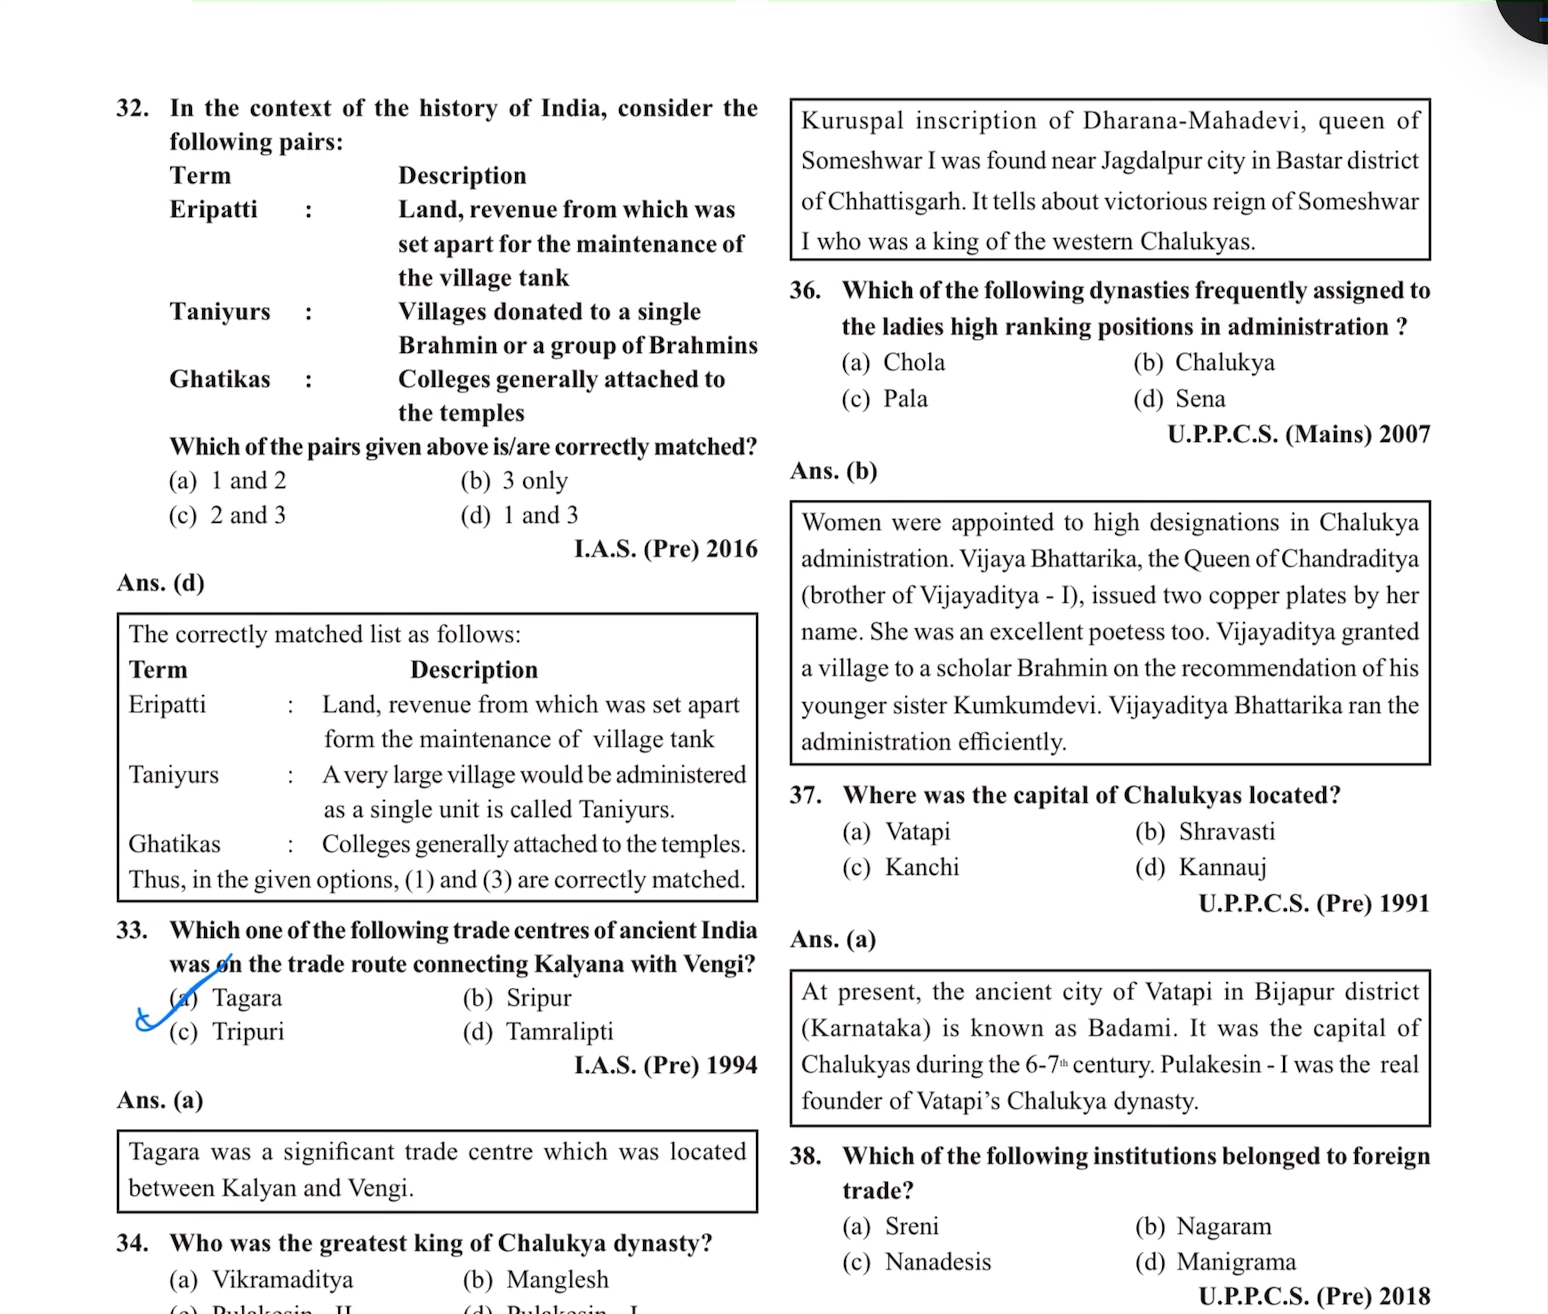 32. In the context of the history of India, consider the
following pairs:
Term Description
Eripatti : Land, revenue from which was
set apart for the maintenance of
the village tank
Taniyurs : Villages donated to a single
Brahmin or a group of Brahmins
Ghatikas : Colleges generally attached to
the temples
Which of the pairs given above is/are correctly matched?
(a) 1 and 2 (b) 3 only
(c) 2 and 3 (d) 1 and 3
I.A.S. (Pre) 2016
Ans. (d)
The correctly matched list as follows:
Term Description
Eripatti : Land, revenue from which was set apart
form the maintenance of village tank
Taniyurs : A very large village would be administered
as a single unit is called Taniyurs.
Ghatikas : Colleges generally attached to the temples.
Thus, in the given options, (1) and (3) are correctly matched.
33. Which one of the following trade centres of ancient India
was on the trade route connecting Kalyana with Vengi?
(a) Tagara (b) Sripur
(c) Tripuri (d) Tamralipti
I.A.S. (Pre) 1994
Ans. (a)
Tagara was a significant trade centre which was located
between Kalyan and Vengi.
34. Who was the greatest king of Chalukya dynasty?
(a) Vikramaditya (b) Manglesh
(c) Pulakesin - II (d) Pulakesin - I
Kuruspal inscription of Dharana-Mahadevi, queen of
Someshwar I was found near Jagdalpur city in Bastar district
of Chhattisgarh. It tells about victorious reign of Someshwar
I who was a king of the western Chalukyas.
36. Which of the following dynasties frequently assigned to
the ladies high ranking positions in administration ?
(a) Chola (b) Chalukya
(c) Pala (d) Sena
U.P.P.C.S. (Mains) 2007
Ans. (b)
Women were appointed to high designations in Chalukya
administration. Vijaya Bhattarika, the Queen of Chandraditya
(brother of Vijayaditya - I), issued two copper plates by her
name. She was an excellent poetess too. Vijayaditya granted
a village to a scholar Brahmin on the recommendation of his
younger sister Kumkumdevi. Vijayaditya Bhattarika ran the
administration efficiently.
37. Where was the capital of Chalukyas located?
(a) Vatapi (b) Shravasti
(c) Kanchi (d) Kannauj
U.P.P.C.S. (Pre) 1991
Ans. (a)
At present, the ancient city of Vatapi in Bijapur district
(Karnataka) is known as Badami. It was the capital of
Chalukyas during the 6-7th century. Pulakesin - I was the real
founder of Vatapi’s Chalukya dynasty.
38. Which of the following institutions belonged to foreign
trade?
(a) Sreni (b) Nagaram
(c) Nanadesis (d) Manigrama
U.P.P.C.S. (Pre) 2018